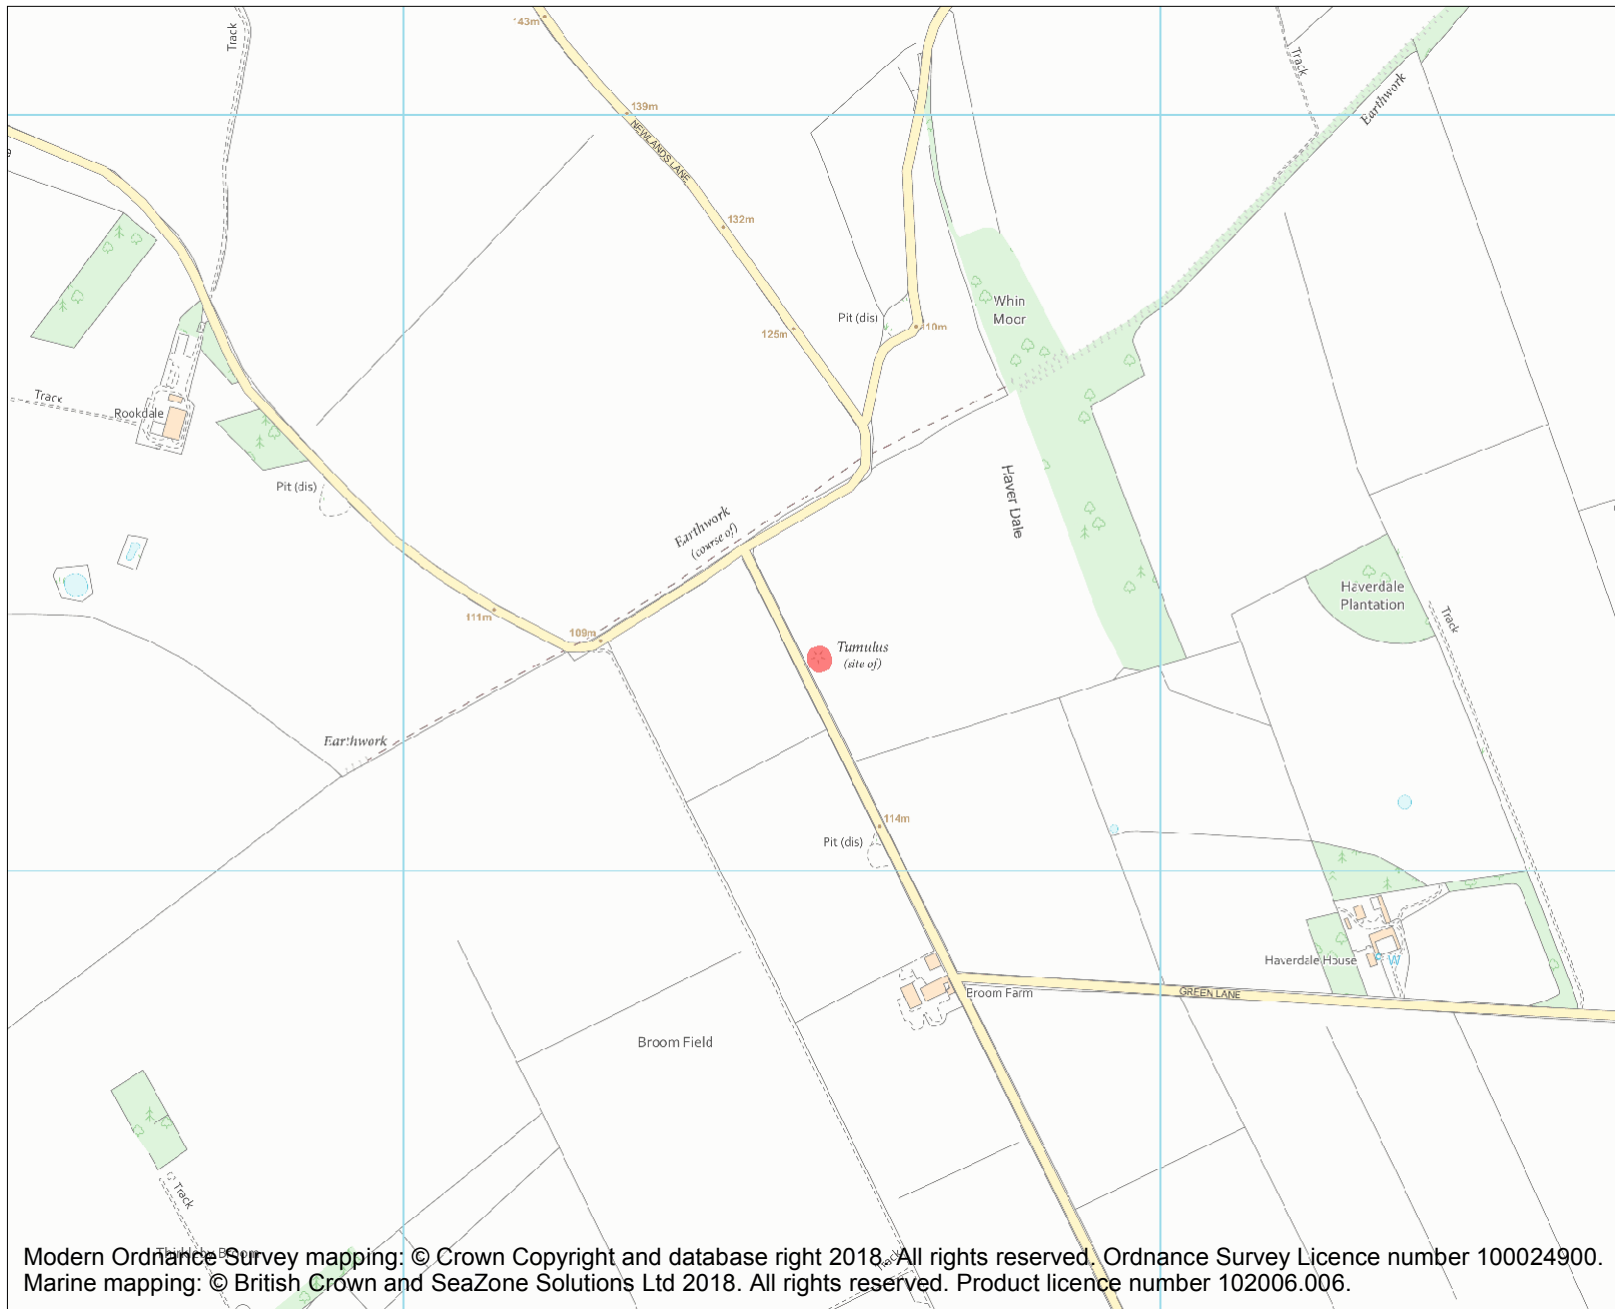 143m
Track
Track
Earthwork
139m
NEWLANDS LANE
132m
Whin
Moor
Pit (dis)
110m
125m
Track
Rookdale
Pit (dis)
Haver Dale
Earthwork
(course of)
Haverdale
Plantation
Track
111m
109m
Tumulus
(site of)
Earthwork
114m
Pit (dis)
Haverdale House
W
Broom Farm
GREEN LANE
Broom Field
Track
Thirkleby Broom
Track
Modern Ordnance Survey mapping: © Crown Copyright and database right 2018. All rights reserved. Ordnance Survey Licence number 100024900.
Marine mapping: © British Crown and SeaZone Solutions Ltd 2018. All rights reserved. Product licence number 102006.006.